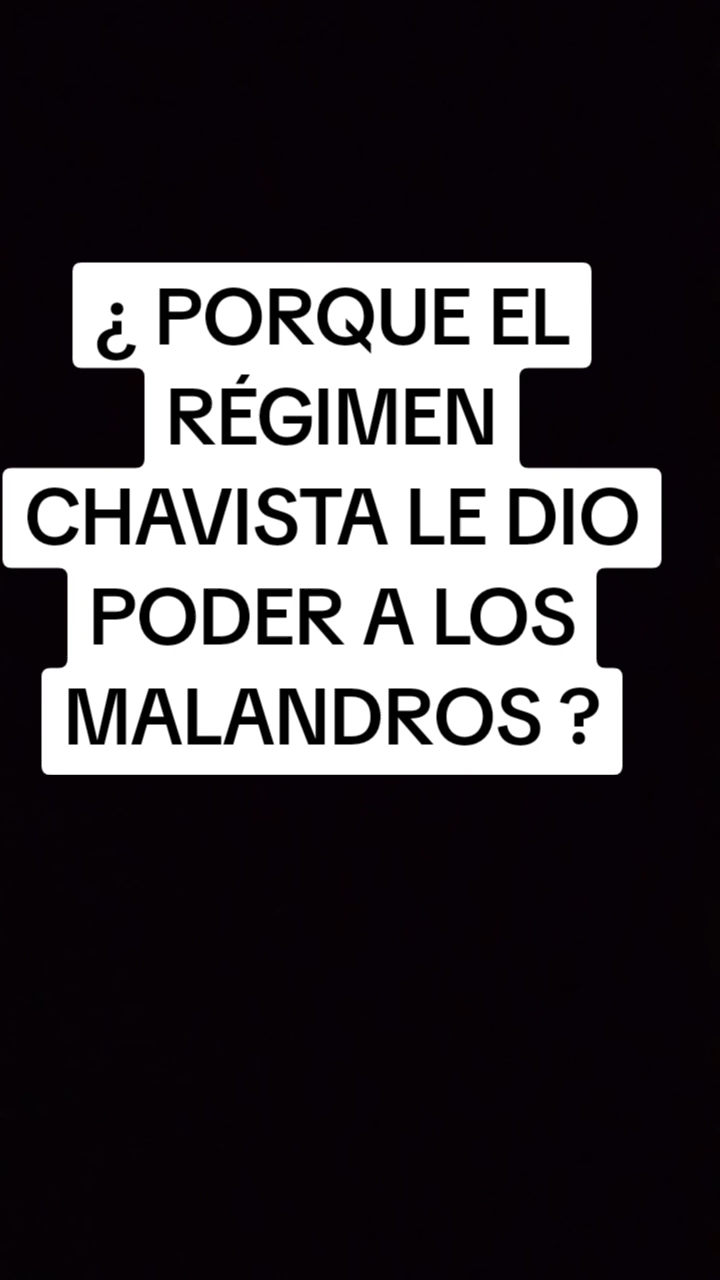 ¿ PORQUE EL
RÉGIMEN
CHAVISTA LE DIO
PODER A LOS
MALANDROS ?